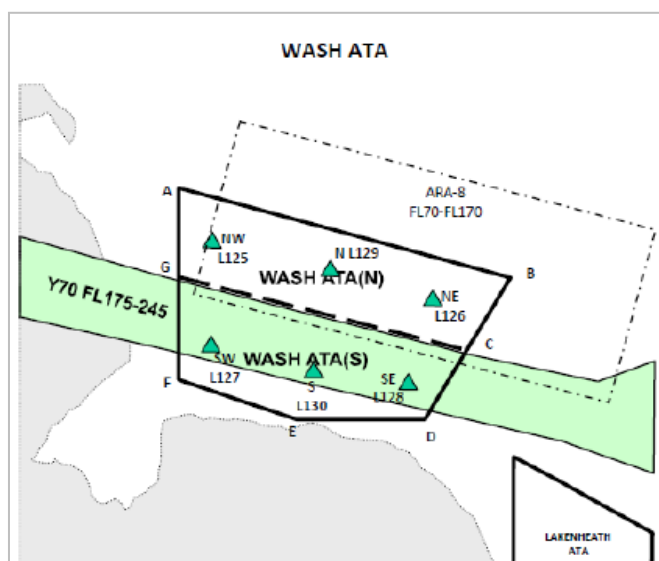 WASH ATA
ARA-8
FL70-FL170
A
NW
L125
N L129
B
G
WASH ATA(N)
NE
L126
Y70 FL175-245
C
SW
WASH ATA(S)
L127
S
L130
SE
L128
F
E
D
LAKENHEATH
ATA